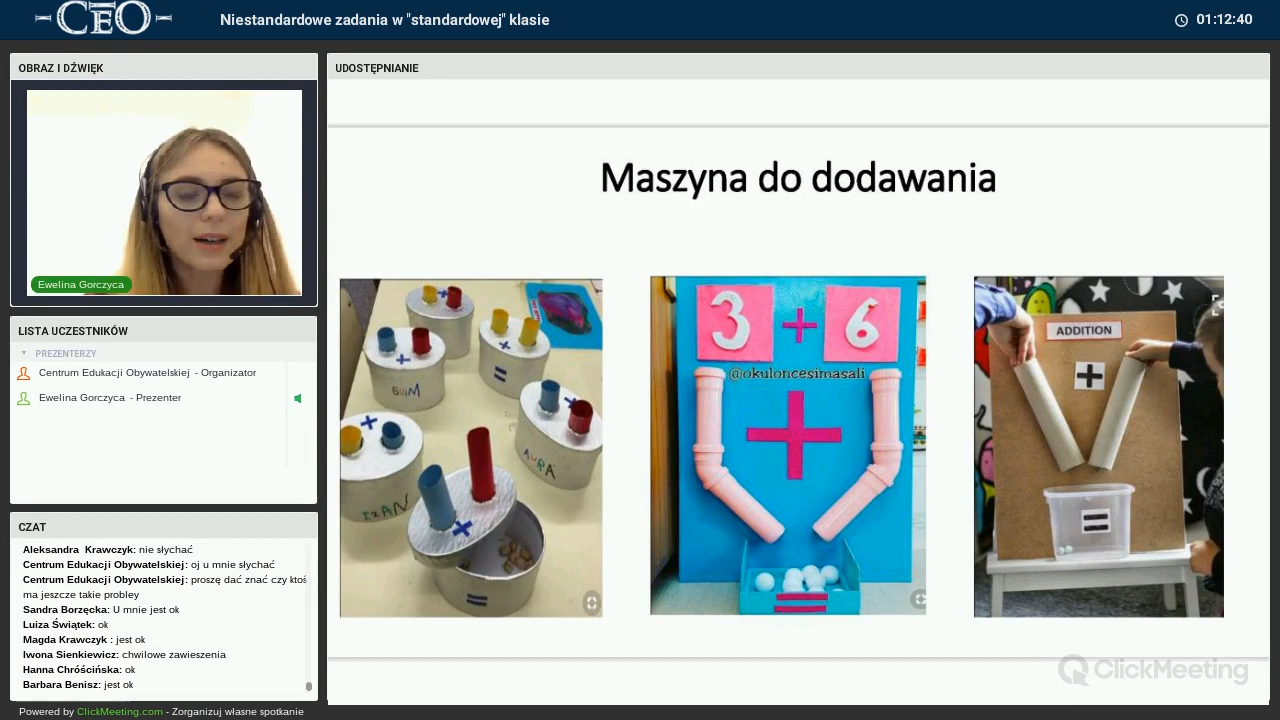 CEO
Niestandardowe zadania w "standardowej" klasie
01:12:40
OBRAZ I DŹWIĘK
Ewelina Gorczyca
LISTA UCZESTNIKÓW
PREZENTERZY
Centrum Edukacji Obywatelskiej - Organizator
Ewelina Gorczyca - Prezenter
CZAT
Aleksandra Krawczyk: nie słychać
Centrum Edukacji Obywatelskiej: oj u mnie słychać
Centrum Edukacji Obywatelskiej: proszę dać znać czy ktoś
ma jeszcze takie probley
Sandra Borzęcka: U mnie jest ok
Luiza Świątek: ok
Magda Krawczyk : jest ok
Iwona Sienkiewicz: chwilowe zawieszenia
Hanna Chróścińska: ok
Barbara Benisz: jest ok
Powered by ClickMeeting.com - Zorganizuj własne spotkanie
UDOSTĘPNIANIE
Maszyna do dodawania
+
+
=
+
GUIM
+
IZAN
AURA
+
=
3 + 6
@okuloncesimasali
+
=
ADDITION
+
=
ClickMeeting